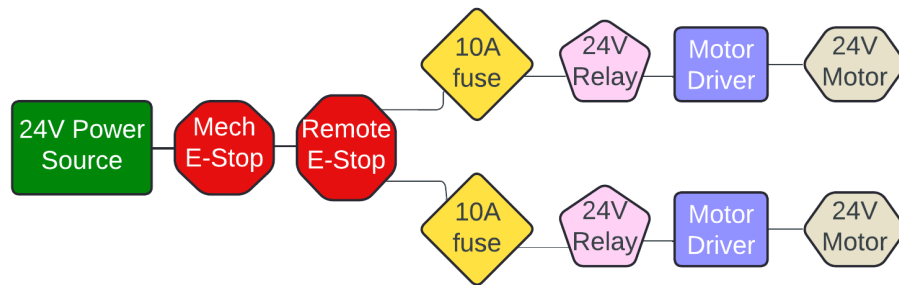 24V Power
Source
Mech
E-Stop
Remote
E-Stop
10A
fuse
24V
Relay
Motor
Driver
24V
Motor
10A
fuse
24V
Relay
Motor
Driver
24V
Motor